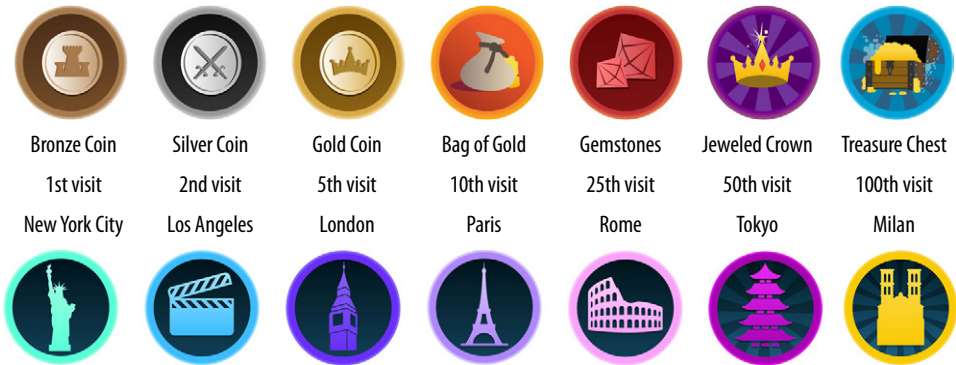 Bronze Coin Silver Coin Gold Coin Bag of Gold Gemstones Jeweled Crown Treasure Chest
1st visit 2nd visit 5th visit 10th visit 25th visit 50th visit 100th visit
New York City Los Angeles London Paris Rome Tokyo Milan